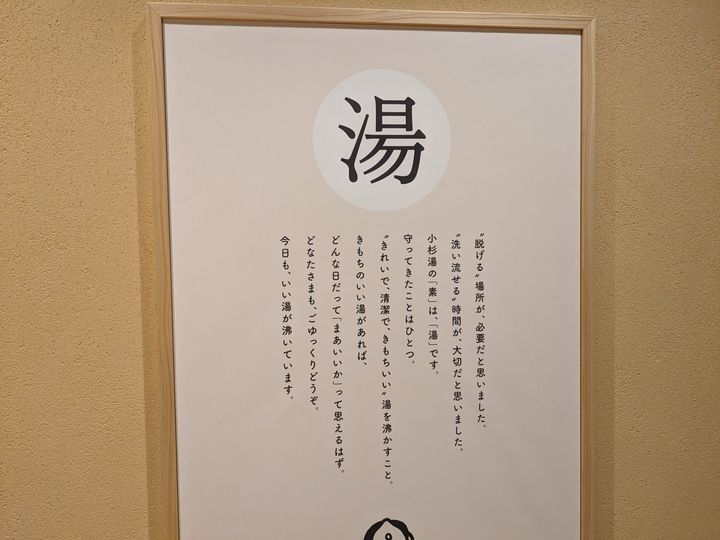 湯
“脱げる”場所が、必要だと思いました。
“洗い流せる”時間が、大切だと思いました。
小杉湯の「素」は、「湯」です。
守ってきたことはひとつ。
“きれいで、清潔で、きもちいい”湯を沸かすこと。
きもちのいい湯があれば、
どんな日だって「まあいいか」って思えるはず。
どなたさまも、ごゆっくりどうぞ。
今日も、いい湯が沸いています。